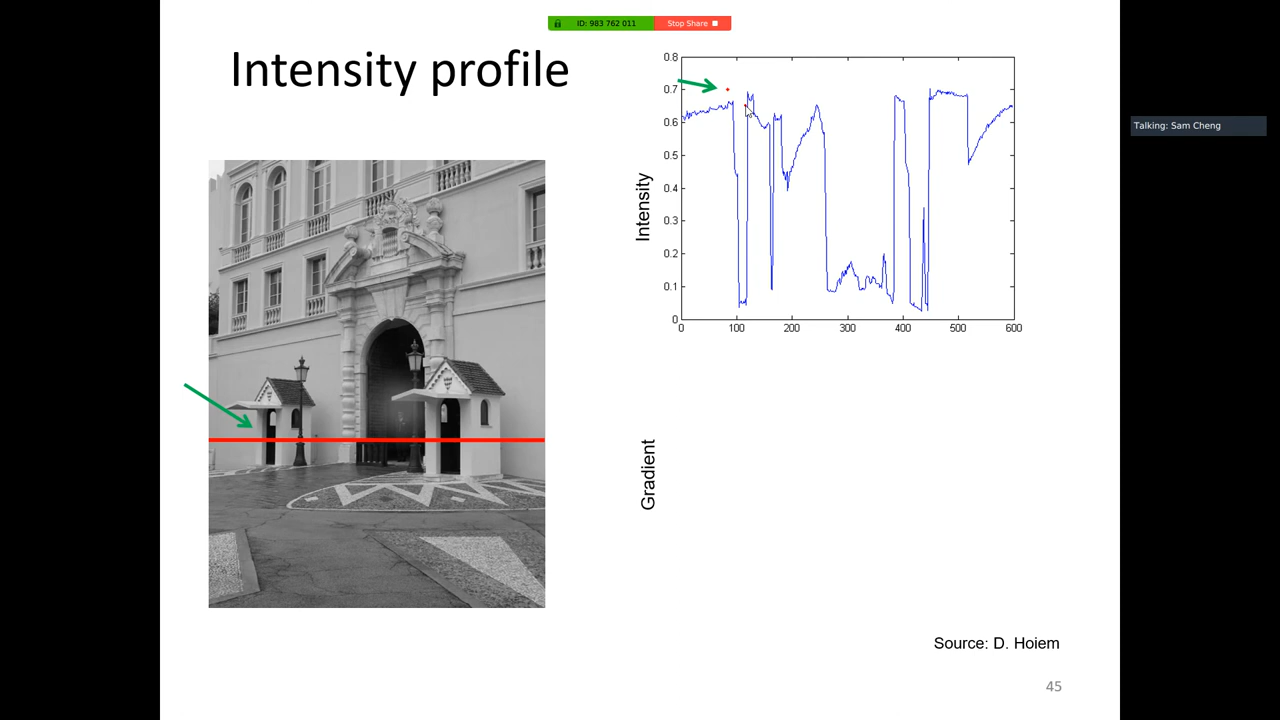 ID: 983 762 011 Stop Share
Intensity profile
Talking: Sam Cheng
Intensity
0.8
0.7
0.6
0.5
0.4
0.3
0.2
0.1
0
0 100 200 300 400 500 600
Gradient
Source: D. Hoiem
45